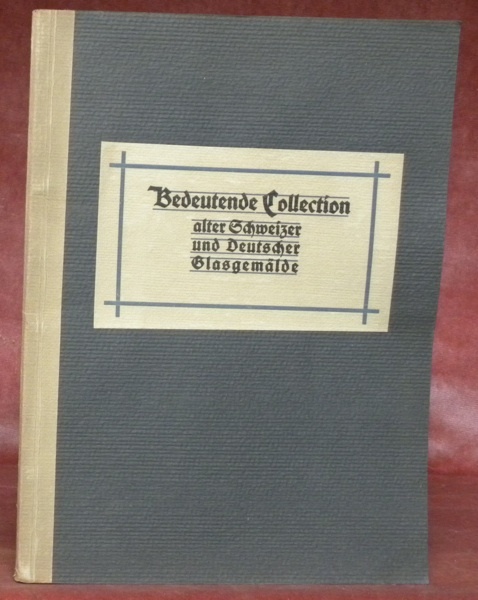 Bedeutende Collection
alter Schweizer
und Deutscher
Glasgemälde